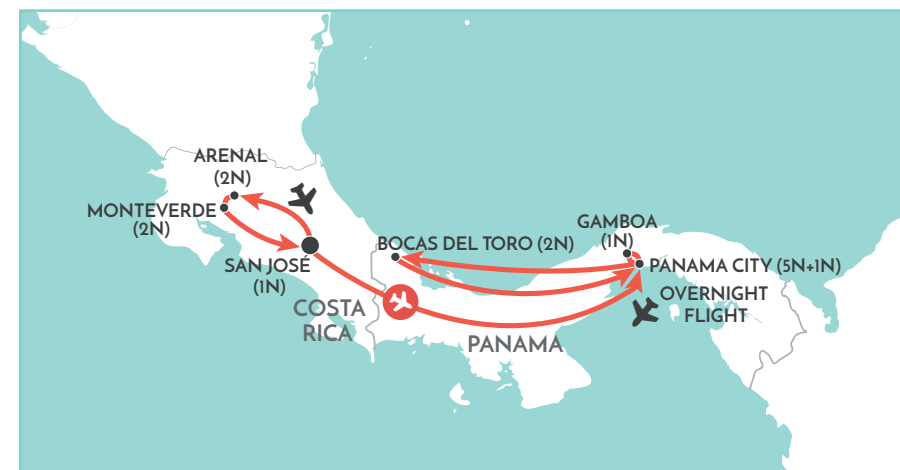 ARENAL
(2N)
MONTEVERDE
(2N)
SAN JOSÉ
(1N)
COSTA
RICA
BOCAS DEL TORO (2N)
GAMBOA
(1N)
PANAMA CITY (5N+1N)
OVERNIGHT
FLIGHT
PANAMA